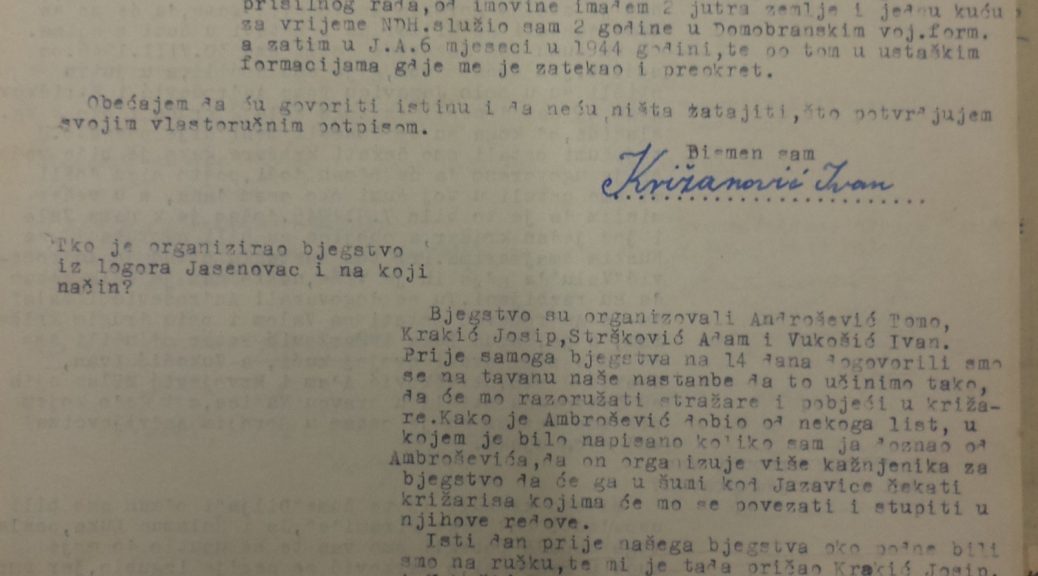 prisilnog rada,od imovine imadem 2 jutra zemlje i jednu kuću
za vrijeme NDH.služio sam 2 godine u Domobranskim voj.form.
a zatim u J.A.6 mjeseci u 1944 godini,te po tom u ustaškim
formacijama gdje me je zatekao i preokret.
Obećajem da ću govoriti istinu i da neću ništa zatajiti,što potvrdjujem
svojim vlastoručnim potpisom.
Bismen sam
Križanović Ivan
Tko je organizirao bjegstvo
iz logora Jasenovac i na koji
način?
Bjegstvo su organizovali Androšević Tomo,
Krakić Josip,Stršković Adam i Vukošić Ivan.
Prije samoga bjegstva na 14 dana dogovorili smo
se na tavanu naše nastanbe da to učinimo tako,
da će mo razoružati stražare i pobjeći u križa-
re.Kako je Ambrošević dobio od nekoga list, u
kojem je bilo napisano koliko sam ja doznao od
Ambroševića,da on organizuje više kažnjenika za
bjegstvo da će ga u šumi kod Jazavice čekati
križarisa kojima će mo se povezati i stupiti u
njihove redove.
Isti dan prije našega bjegstva oko podne bili
smo na rušku,te mi je tada pričao Krakić Josip,